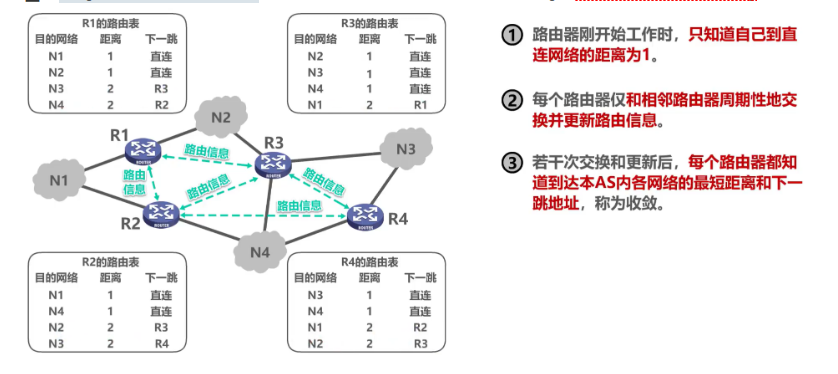 R1的路由表
目的网络 距离 下一跳
N1 1 直连
N2 1 直连
N3 2 R3
N4 2 R2
R3的路由表
目的网络 距离 下一跳
N2 1 直连
N3 1 直连
N4 1 直连
N1 2 R1
N2
R1
路由信息
R3
N3
N1
路由
信息
路由信息
路由信息
路由信息
R2
R4
N4
ROUTER
ROUTER
ROUTER
ROUTER
R2的路由表
目的网络 距离 下一跳
N1 1 直连
N4 1 直连
N2 2 R3
N3 2 R4
R4的路由表
目的网络 距离 下一跳
N3 1 直连
N4 1 直连
N1 2 R2
N2 2 R3
① 路由器刚开始工作时，只知道自己到直
连网络的距离为1。
② 每个路由器仅和相邻路由器周期性地交
换并更新路由信息。
③ 若干次交换和更新后，每个路由器都知
道到达本AS内各网络的最短距离和下一
跳地址，称为收敛。